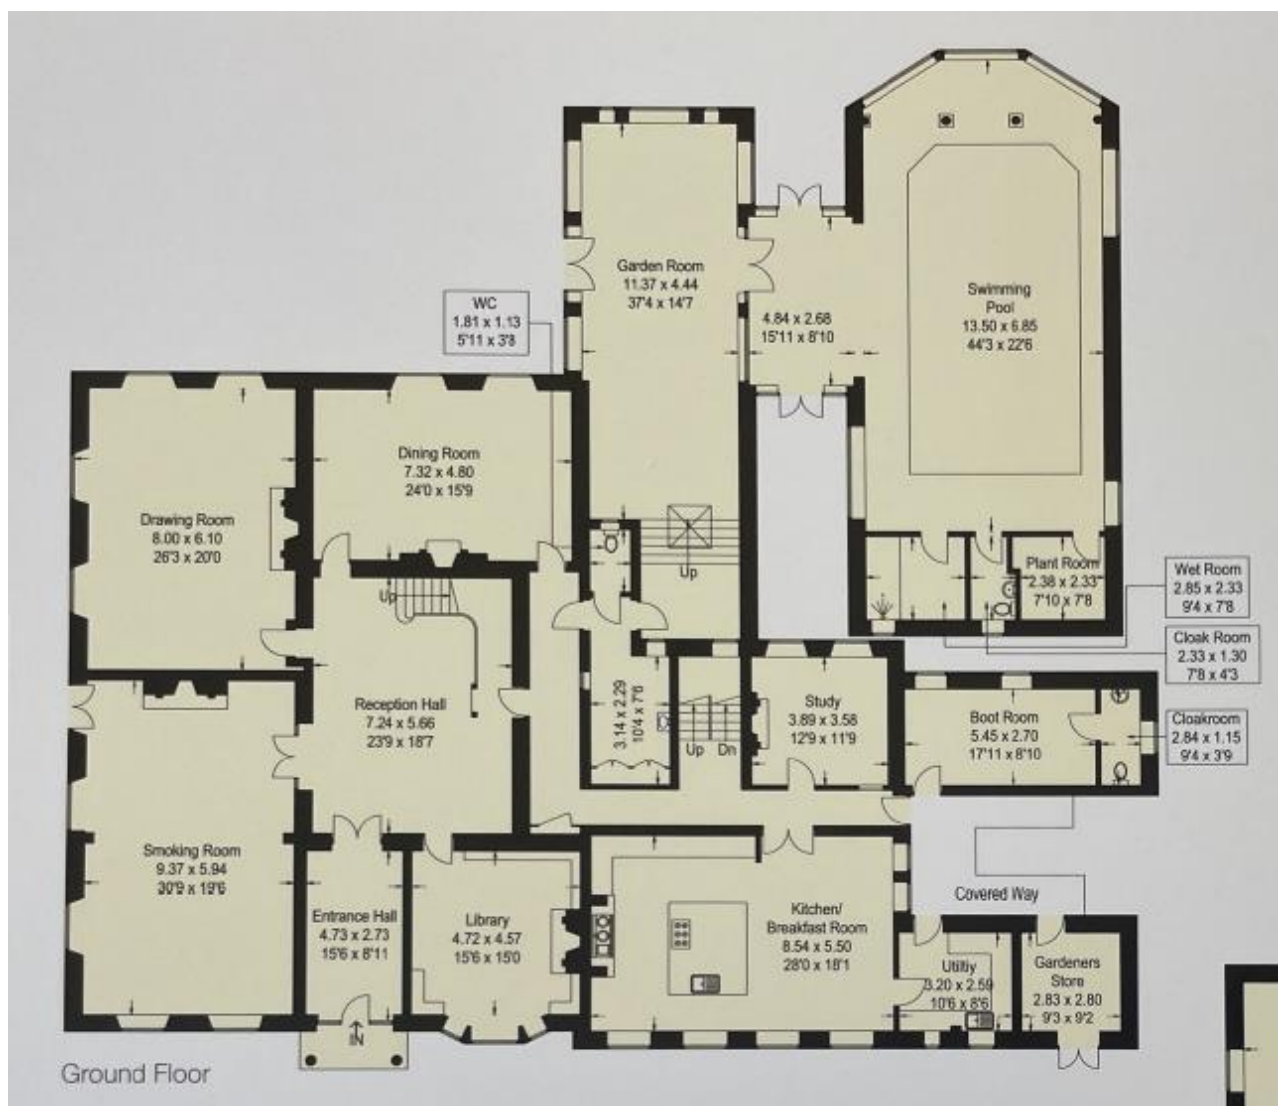 Garden Room
11.37 x 4.44
37'4 x 14'7
WC
1.81 x 1.13
5'11 x 3'8
4.84 x 2.68
15'11 x 8'10
Swimming
Pool
13.50 x 6.85
44'3 x 22'6
Dining Room
7.32 x 4.80
24'0 x 15'9
Drawing Room
8.00 x 6.10
26'3 x 20'0
Up
Up
Plant Room
2.38 x 2.33
7'10 x 7'8
Wet Room
2.85 x 2.33
9'4 x 7'8
Cloak Room
2.33 x 1.30
7'8 x 4'3
Reception Hall
7.24 x 5.66
23'9 x 18'7
3.14 x 2.29
10'4 x 7'6
Up
Dn
Study
3.89 x 3.58
12'9 x 11'9
Boot Room
5.45 x 2.70
17'11 x 8'10
Cloakroom
2.84 x 1.15
9'4 x 3'9
Smoking Room
9.37 x 5.94
30'9 x 19'6
Entrance Hall
4.73 x 2.73
15'6 x 8'11
Library
4.72 x 4.57
15'6 x 15'0
Kitchen/
Breakfast Room
8.54 x 5.50
28'0 x 18'1
Covered Way
Utiltiy
3.20 x 2.59
10'6 x 8'6
Gardeners
Store
2.83 x 2.80
9'3 x 9'2
IN
Ground Floor